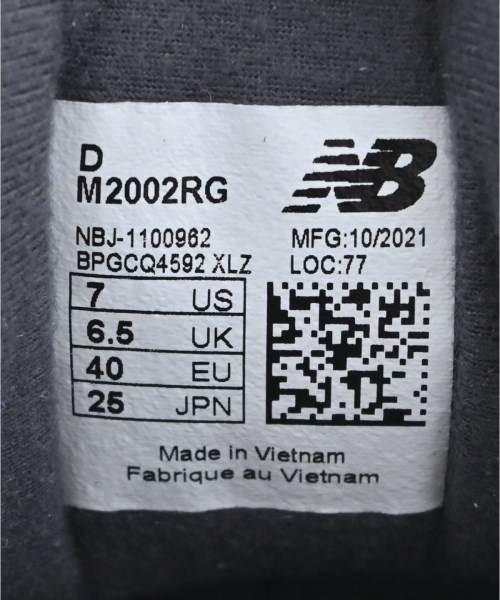 D
M2002RG
NB
NBJ-1100962
MFG:10/2021
BPGCQ4592 XLZ
LOC:77
7 US
6.5 UK
40 EU
25 JPN
Made in Vietnam
Fabrique au Vietnam